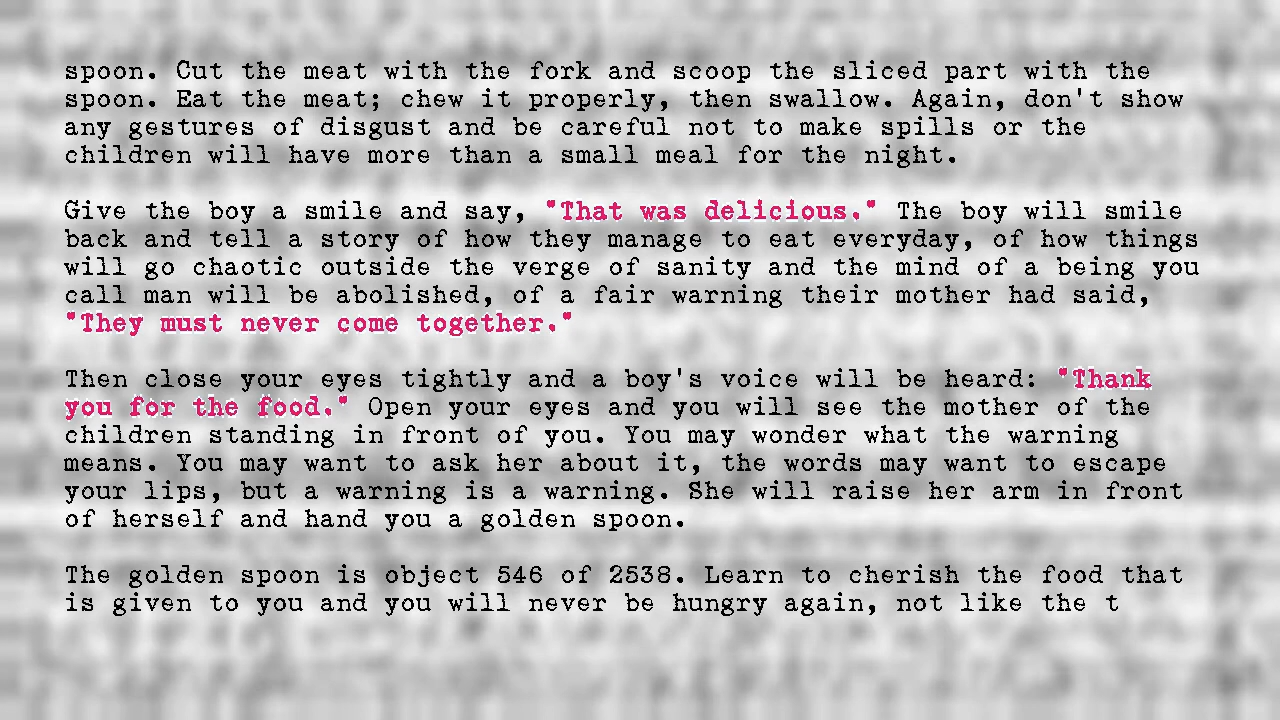 spoon. Cut the meat with the fork and scoop the sliced part with the
spoon. Eat the meat; chew it properly, then swallow. Again, don't show
any gestures of disgust and be careful not to make spills or the
children will have more than a small meal for the night.
Give the boy a smile and say, "That was delicious." The boy will smile
back and tell a story of how they manage to eat everyday, of how things
will go chaotic outside the verge of sanity and the mind of a being you
call man will be abolished, of a fair warning their mother had said,
"They must never come together."
Then close your eyes tightly and a boy's voice will be heard: "Thank
you for the food." Open your eyes and you will see the mother of the
children standing in front of you. You may wonder what the warning
means. You may want to ask her about it, the words may want to escape
your lips, but a warning is a warning. She will raise her arm in front
of herself and hand you a golden spoon.
The golden spoon is object 546 of 2538. Learn to cherish the food that
is given to you and you will never be hungry again, not like the t